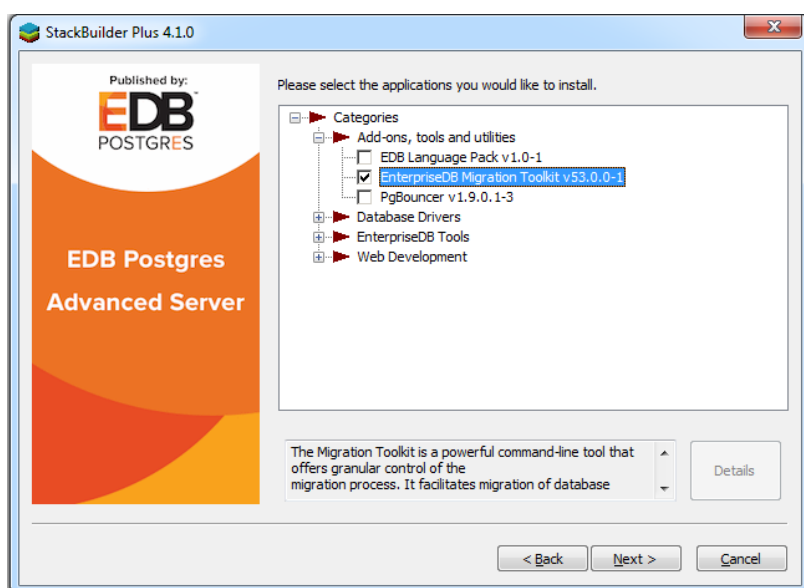 StackBuilder Plus 4.1.0
Published by:
EDB
POSTGRES
EDB Postgres
Advanced Server
Please select the applications you would like to install.
Categories
Add-ons, tools and utilities
EDB Language Pack v1.0-1
EnterpriseDB Migration Toolkit v53.0.0-1
PgBouncer v1.9.0.1-3
Database Drivers
EnterpriseDB Tools
Web Development
The Migration Toolkit is a powerful command-line tool that
offers granular control of the
migration process. It facilitates migration of database
Details
< Back
Next >
Cancel